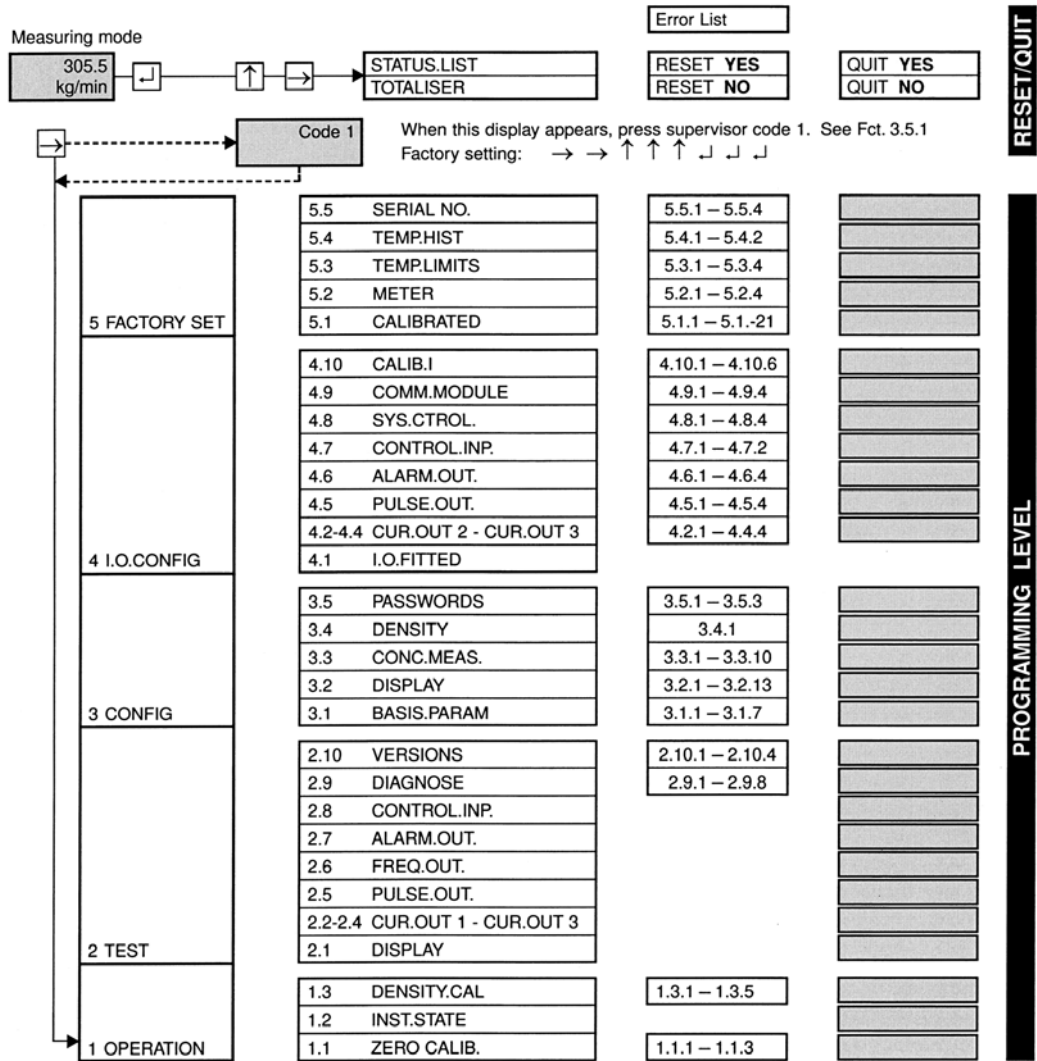 Error List
Measuring mode
305.5
kg/min
STATUS.LIST
TOTALISER
RESET YES
RESET NO
QUIT YES
QUIT NO
RESET/QUIT
Code 1
When this display appears, press supervisor code 1. See Fct. 3.5.1
Factory setting: → → ↑ ↑ ↑ ↵ ↵ ↵
5.5 SERIAL NO. 5.5.1 – 5.5.4
5.4 TEMP.HIST 5.4.1 – 5.4.2
5.3 TEMP.LIMITS 5.3.1 – 5.3.4
5.2 METER 5.2.1 – 5.2.4
5 FACTORY SET 5.1 CALIBRATED 5.1.1 – 5.1.-21
4.10 CALIB.I 4.10.1 – 4.10.6
4.9 COMM.MODULE 4.9.1 – 4.9.4
4.8 SYS.CTROL. 4.8.1 – 4.8.4
4.7 CONTROL.INP. 4.7.1 – 4.7.2
4.6 ALARM.OUT. 4.6.1 – 4.6.4
4.5 PULSE.OUT. 4.5.1 – 4.5.4
4.2-4.4 CUR.OUT 2 - CUR.OUT 3 4.2.1 – 4.4.4
4 I.O.CONFIG 4.1 I.O.FITTED
3.5 PASSWORDS 3.5.1 – 3.5.3
3.4 DENSITY 3.4.1
3.3 CONC.MEAS. 3.3.1 – 3.3.10
3.2 DISPLAY 3.2.1 – 3.2.13
3 CONFIG 3.1 BASIS.PARAM 3.1.1 – 3.1.7
2.10 VERSIONS 2.10.1 – 2.10.4
2.9 DIAGNOSE 2.9.1 – 2.9.8
2.8 CONTROL.INP.
2.7 ALARM.OUT.
2.6 FREQ.OUT.
2.5 PULSE.OUT.
2.2-2.4 CUR.OUT 1 - CUR.OUT 3
2 TEST 2.1 DISPLAY
1.3 DENSITY.CAL 1.3.1 – 1.3.5
1.2 INST.STATE
1 OPERATION 1.1 ZERO CALIB. 1.1.1 – 1.1.3
PROGRAMMING LEVEL